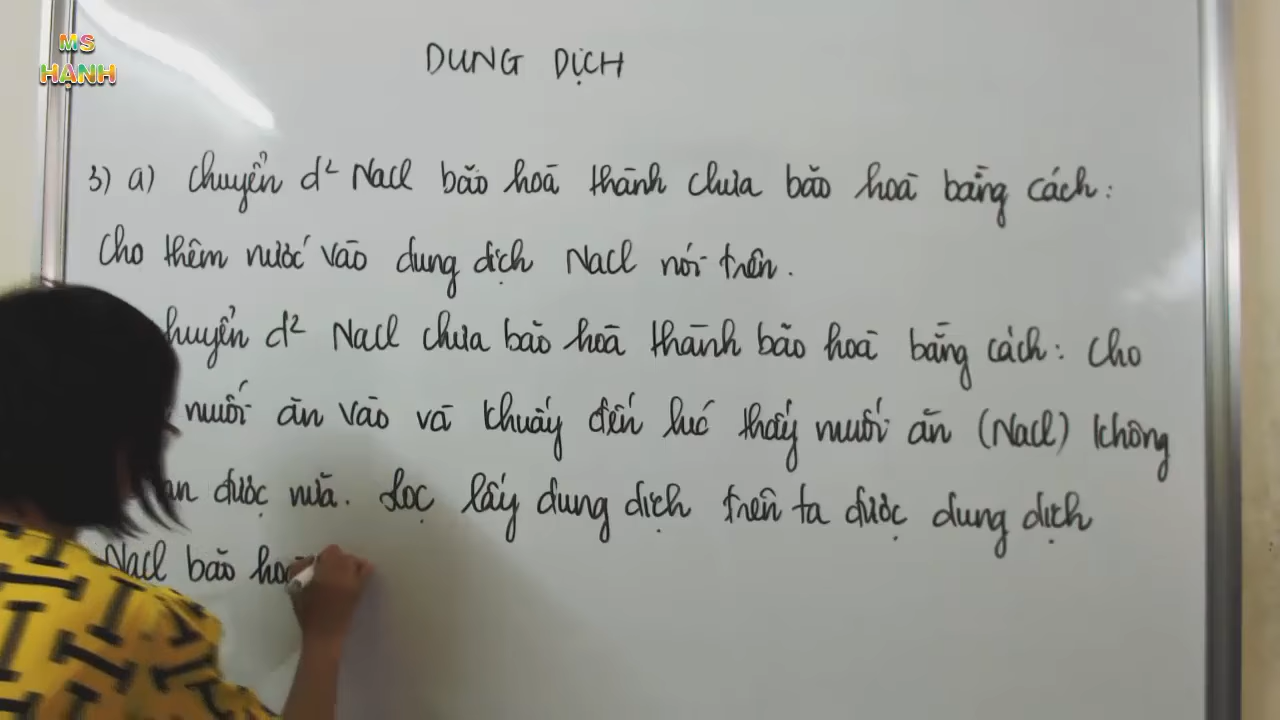 MS
HẠNH
DUNG DỊCH
3) a) Chuyển d² NaCl bão hoà thành chưa bão hoà bằng cách:
Cho thêm nước vào dung dịch NaCl nói trên.
huyển d² NaCl chưa bão hoà thành bão hoà bằng cách: Cho
muối ăn vào và khuấy đến lúc thấy muối ăn (NaCl) không
an được nữa. Lọc lấy dung dịch trên ta được dung dịch
NaCl bão hoà